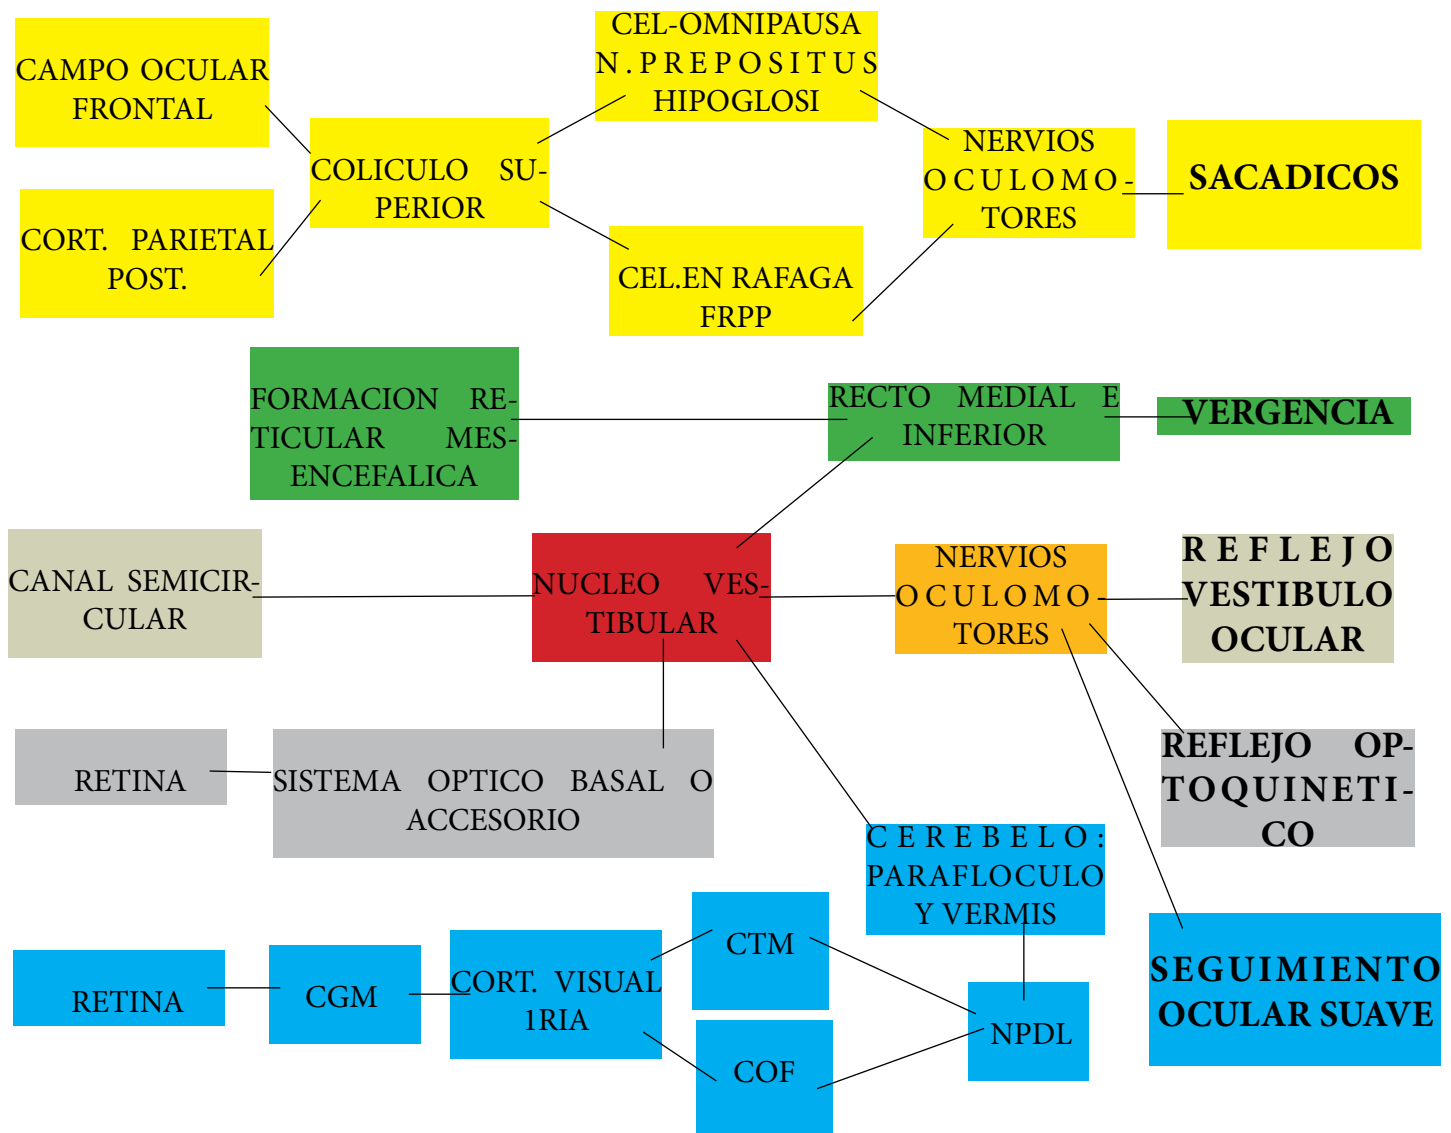 CAMPO OCULAR
FRONTAL
CORT. PARIETAL
POST.
COLICULO SU-
PERIOR
CEL-OMNIPAUSA
N.PREPOSITUS
HIPOGLOSI
CEL.EN RAFAGA
FRPP
NERVIOS
OCULOMO-
TORES
SACADICOS
FORMACION RE-
TICULAR MES-
ENCEFALICA
RECTO MEDIAL E
INFERIOR
VERGENCIA
CANAL SEMICIR-
CULAR
NUCLEO VES-
TIBULAR
NERVIOS
OCULOMO-
TORES
REFLEJO
VESTIBULO
OCULAR
RETINA
SISTEMA OPTICO BASAL O
ACCESORIO
REFLEJO OP-
TOQUINETI-
CO
CEREBELO:
PARAFLOCULO
Y VERMIS
RETINA
CGM
CORT. VISUAL
1RIA
CTM
COF
NPDL
SEGUIMIENTO
OCULAR SUAVE